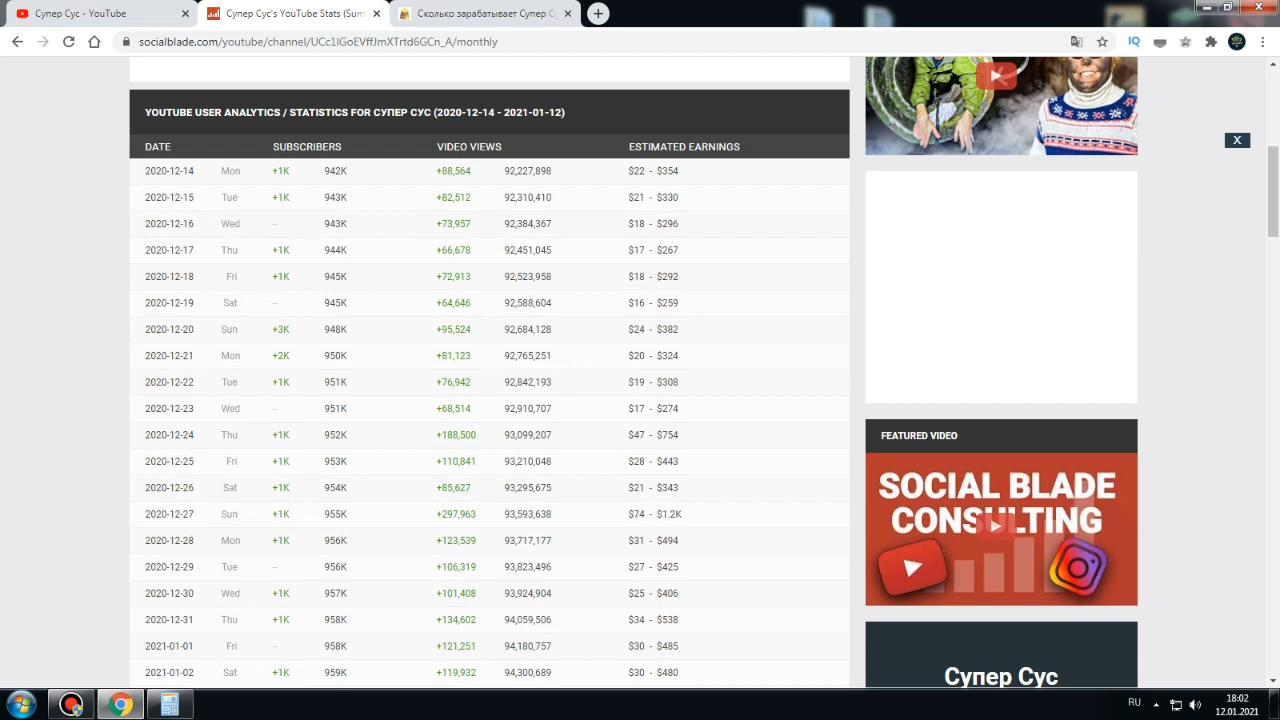 Супер Сус - YouTube
Супер Сус's YouTube Stats (Sum
Сколько зарабатывает Супер С
socialblade.com/youtube/channel/UCc1lGoEVffJmXTrtd6GCn_A/monthly
YOUTUBE USER ANALYTICS / STATISTICS FOR СУПЕР СУС (2020-12-14 - 2021-01-12)
DATE SUBSCRIBERS VIDEO VIEWS ESTIMATED EARNINGS
2020-12-14 Mon +1K 942K +88,564 92,227,898 $22 - $354
2020-12-15 Tue +1K 943K +82,512 92,310,410 $21 - $330
2020-12-16 Wed -- 943K +73,957 92,384,367 $18 - $296
2020-12-17 Thu +1K 944K +66,678 92,451,045 $17 - $267
2020-12-18 Fri +1K 945K +72,913 92,523,958 $18 - $292
2020-12-19 Sat -- 945K +64,646 92,588,604 $16 - $259
2020-12-20 Sun +3K 948K +95,524 92,684,128 $24 - $382
2020-12-21 Mon +2K 950K +81,123 92,765,251 $20 - $324
2020-12-22 Tue +1K 951K +76,942 92,842,193 $19 - $308
2020-12-23 Wed -- 951K +68,514 92,910,707 $17 - $274
2020-12-24 Thu +1K 952K +188,500 93,099,207 $47 - $754
2020-12-25 Fri +1K 953K +110,841 93,210,048 $28 - $443
2020-12-26 Sat +1K 954K +85,627 93,295,675 $21 - $343
2020-12-27 Sun +1K 955K +297,963 93,593,638 $74 - $1.2K
2020-12-28 Mon +1K 956K +123,539 93,717,177 $31 - $494
2020-12-29 Tue -- 956K +106,319 93,823,496 $27 - $425
2020-12-30 Wed +1K 957K +101,408 93,924,904 $25 - $406
2020-12-31 Thu +1K 958K +134,602 94,059,506 $34 - $538
2021-01-01 Fri -- 958K +121,251 94,180,757 $30 - $485
2021-01-02 Sat +1K 959K +119,932 94,300,689 $30 - $480
X
FEATURED VIDEO
SOCIAL BLADE
CONSULTING
Супер Сус
IQ
RU
18:02
12.01.2021